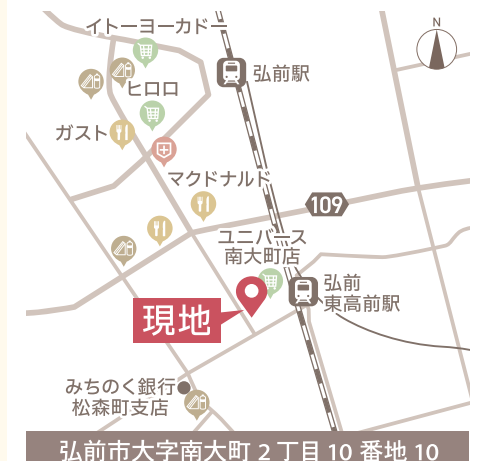 イトーヨーカドー
N
弘前駅
ヒロロ
ガスト
マクドナルド
109
ユニバース
南大町店
弘前
東高前駅
現地
みちのく銀行
松森町支店
弘前市大字南大町 2 丁目 10 番地 10